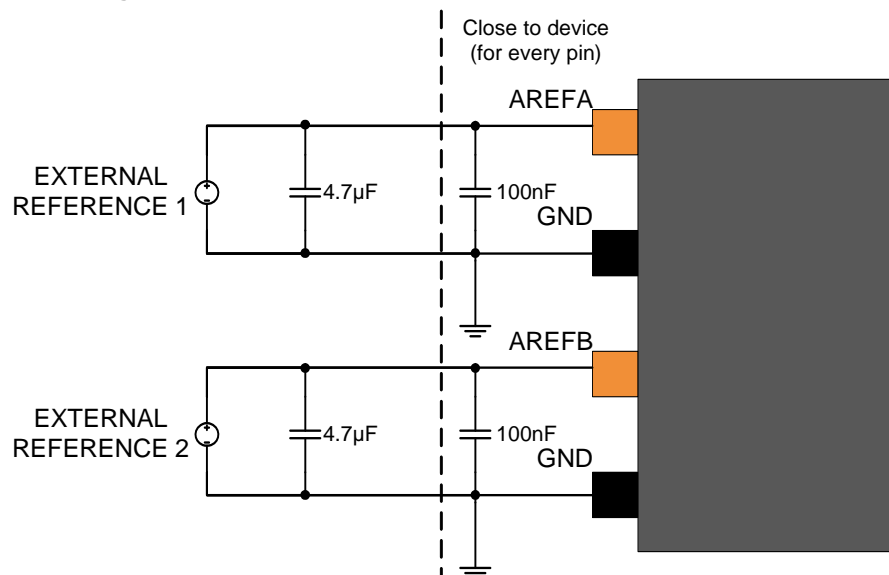 Close to device
(for every pin)
AREFA
EXTERNAL
REFERENCE 1
4.7µF
100nF
GND
AREFB
EXTERNAL
REFERENCE 2
4.7µF
100nF
GND